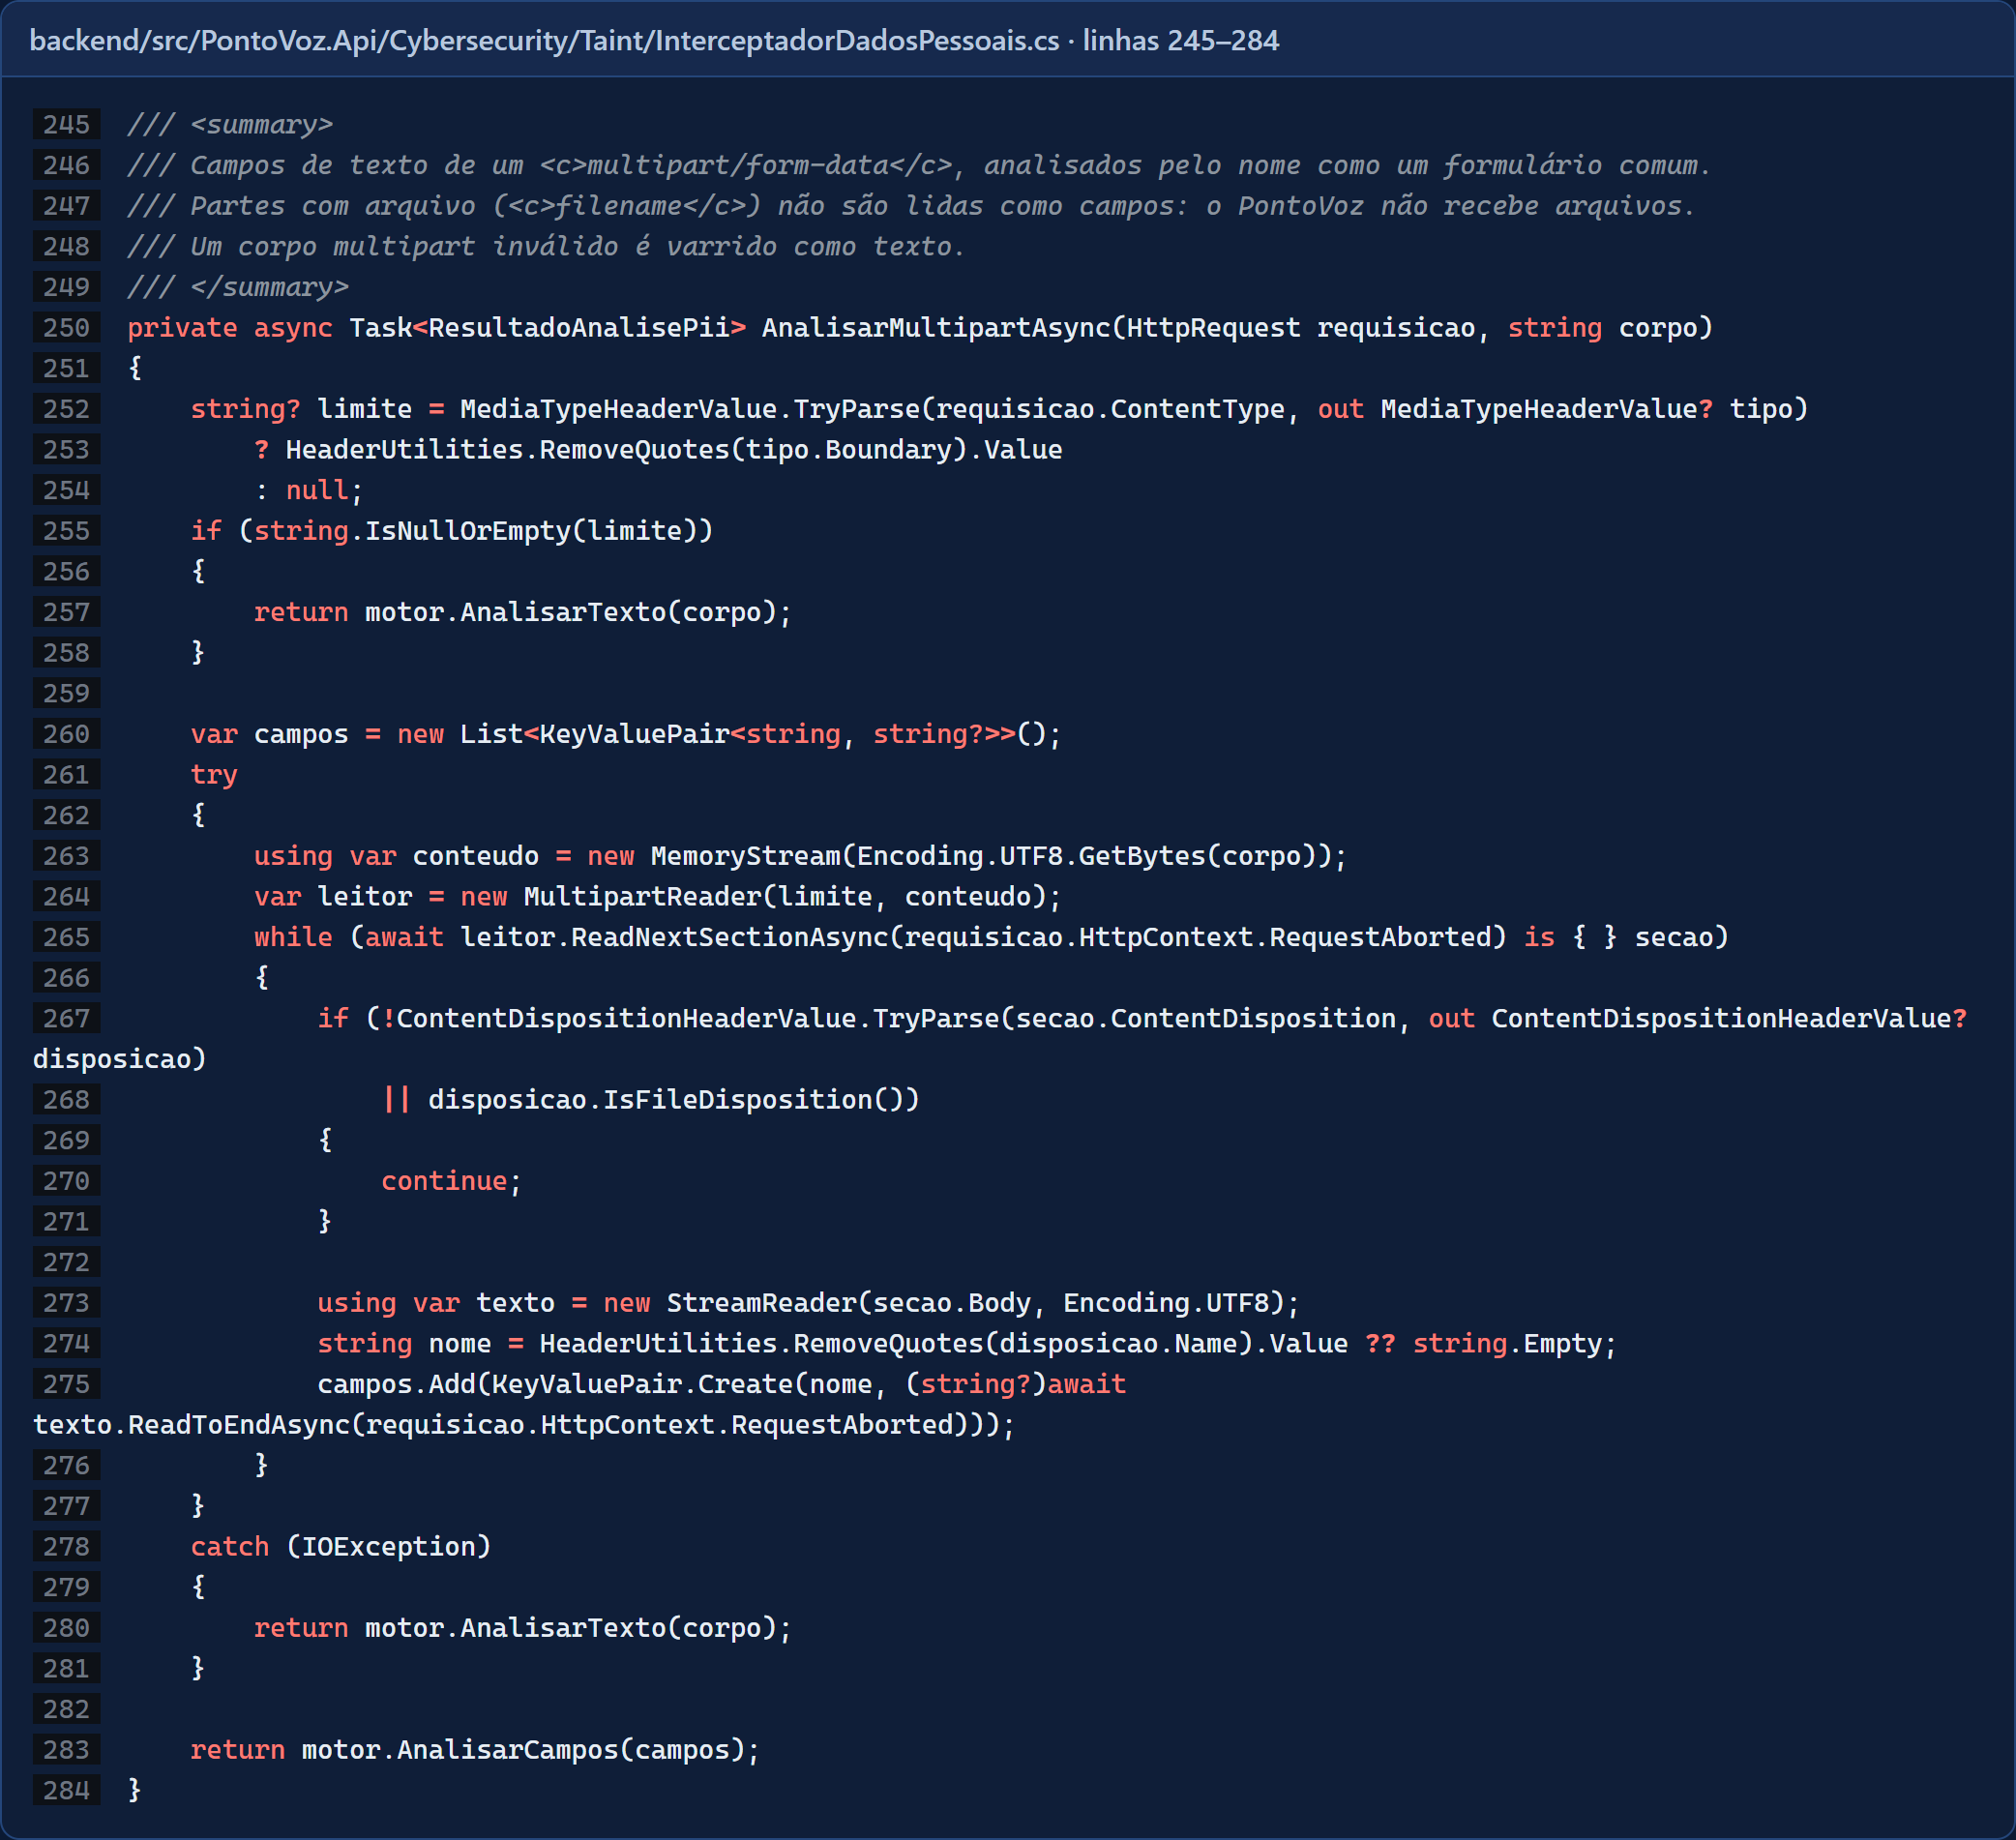 backend/src/PontoVoz.Api/Cybersecurity/Taint/InterceptadorDadosPessoais.cs · linhas 245–284
245 /// <summary>
246 /// Campos de texto de um <c>multipart/form-data</c>, analisados pelo nome como um formulário comum.
247 /// Partes com arquivo (<c>filename</c>) não são lidas como campos: o PontoVoz não recebe arquivos.
248 /// Um corpo multipart inválido é varrido como texto.
249 /// </summary>
250 private async Task<ResultadoAnalisePii> AnalisarMultipartAsync(HttpRequest requisicao, string corpo)
251 {
252     string? limite = MediaTypeHeaderValue.TryParse(requisicao.ContentType, out MediaTypeHeaderValue? tipo)
253         ? HeaderUtilities.RemoveQuotes(tipo.Boundary).Value
254         : null;
255     if (string.IsNullOrEmpty(limite))
256     {
257         return motor.AnalisarTexto(corpo);
258     }
259
260     var campos = new List<KeyValuePair<string, string?>>();
261     try
262     {
263         using var conteudo = new MemoryStream(Encoding.UTF8.GetBytes(corpo));
264         var leitor = new MultipartReader(limite, conteudo);
265         while (await leitor.ReadNextSectionAsync(requisicao.HttpContext.RequestAborted) is { } secao)
266         {
267             if (!ContentDispositionHeaderValue.TryParse(secao.ContentDisposition, out ContentDispositionHeaderValue?
disposicao)
268                 || disposicao.IsFileDisposition())
269             {
270                 continue;
271             }
272
273             using var texto = new StreamReader(secao.Body, Encoding.UTF8);
274             string nome = HeaderUtilities.RemoveQuotes(disposicao.Name).Value ?? string.Empty;
275             campos.Add(KeyValuePair.Create(nome, (string?)await
texto.ReadToEndAsync(requisicao.HttpContext.RequestAborted)));
276         }
277     }
278     catch (IOException)
279     {
280         return motor.AnalisarTexto(corpo);
281     }
282
283     return motor.AnalisarCampos(campos);
284 }